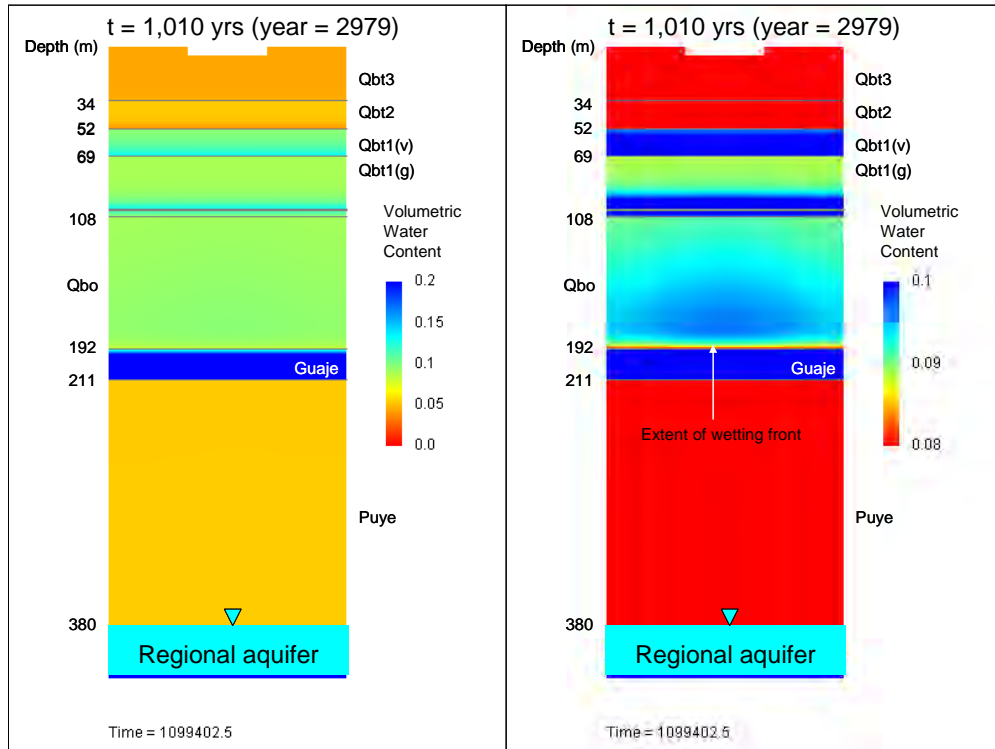 t = 1,010 yrs (year = 2979)
Depth (m)
Qbt3
34
Qbt2
52
Qbt1(v)
69
Qbt1(g)
108
Volumetric
Water
Content
Qbo
0.2
0.15
0.1
0.05
0.0
192
Guaje
211
Puye
380
Regional aquifer
Time = 1099402.5
t = 1,010 yrs (year = 2979)
Depth (m)
Qbt3
34
Qbt2
52
Qbt1(v)
69
Qbt1(g)
108
Volumetric
Water
Content
Qbo
0.1
0.09
0.08
192
Guaje
211
Extent of wetting front
Puye
380
Regional aquifer
Time = 1099402.5